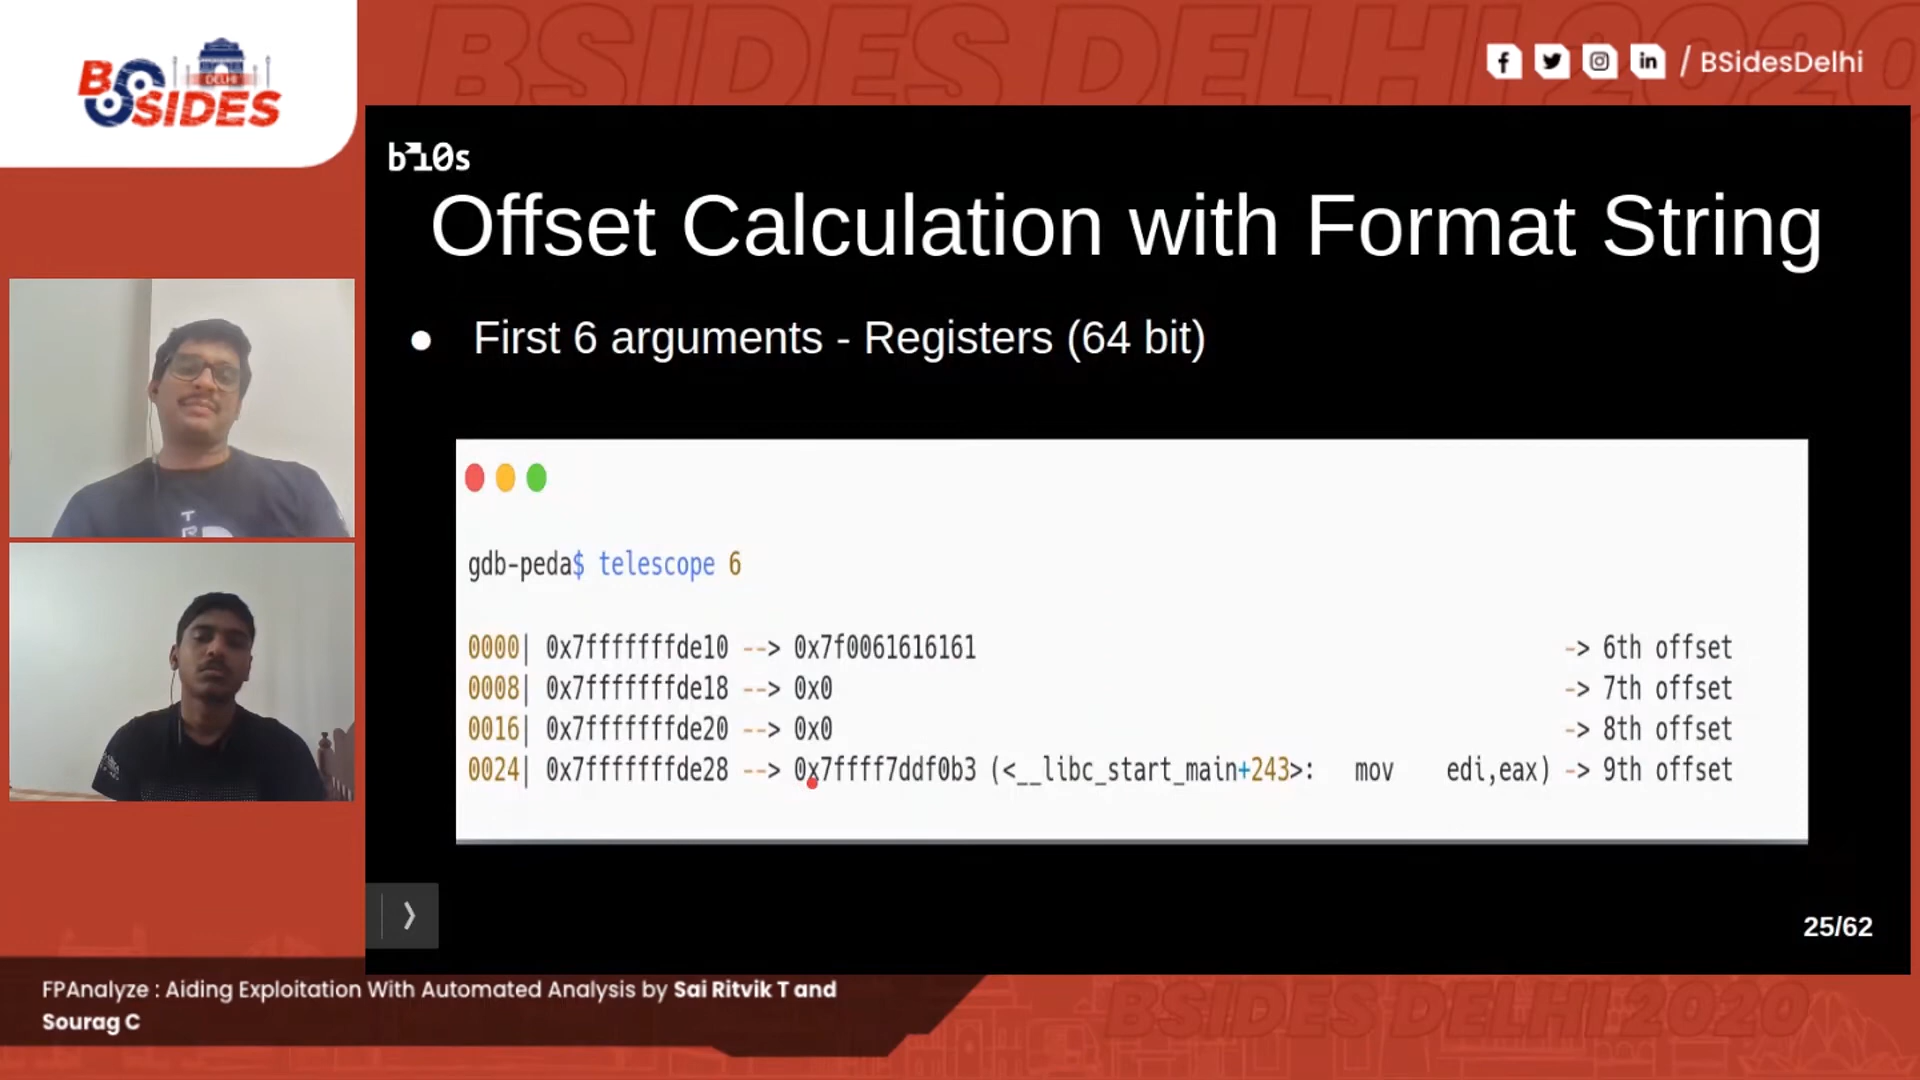 B SIDES
DELHI
BSIDES DELHI 2020
f in / BSidesDelhi
bi0s
Offset Calculation with Format String
● First 6 arguments - Registers (64 bit)
gdb-peda$ telescope 6
0000| 0x7fffffffde10 --> 0x7f0061616161 -> 6th offset
0008| 0x7fffffffde18 --> 0x0 -> 7th offset
0016| 0x7fffffffde20 --> 0x0 -> 8th offset
0024| 0x7fffffffde28 --> 0x7ffff7ddf0b3 (<__libc_start_main+243>: mov edi,eax) -> 9th offset
25/62
FPAnalyze : Aiding Exploitation With Automated Analysis by Sai Ritvik T and
Sourag C
BSIDES DELHI 2020